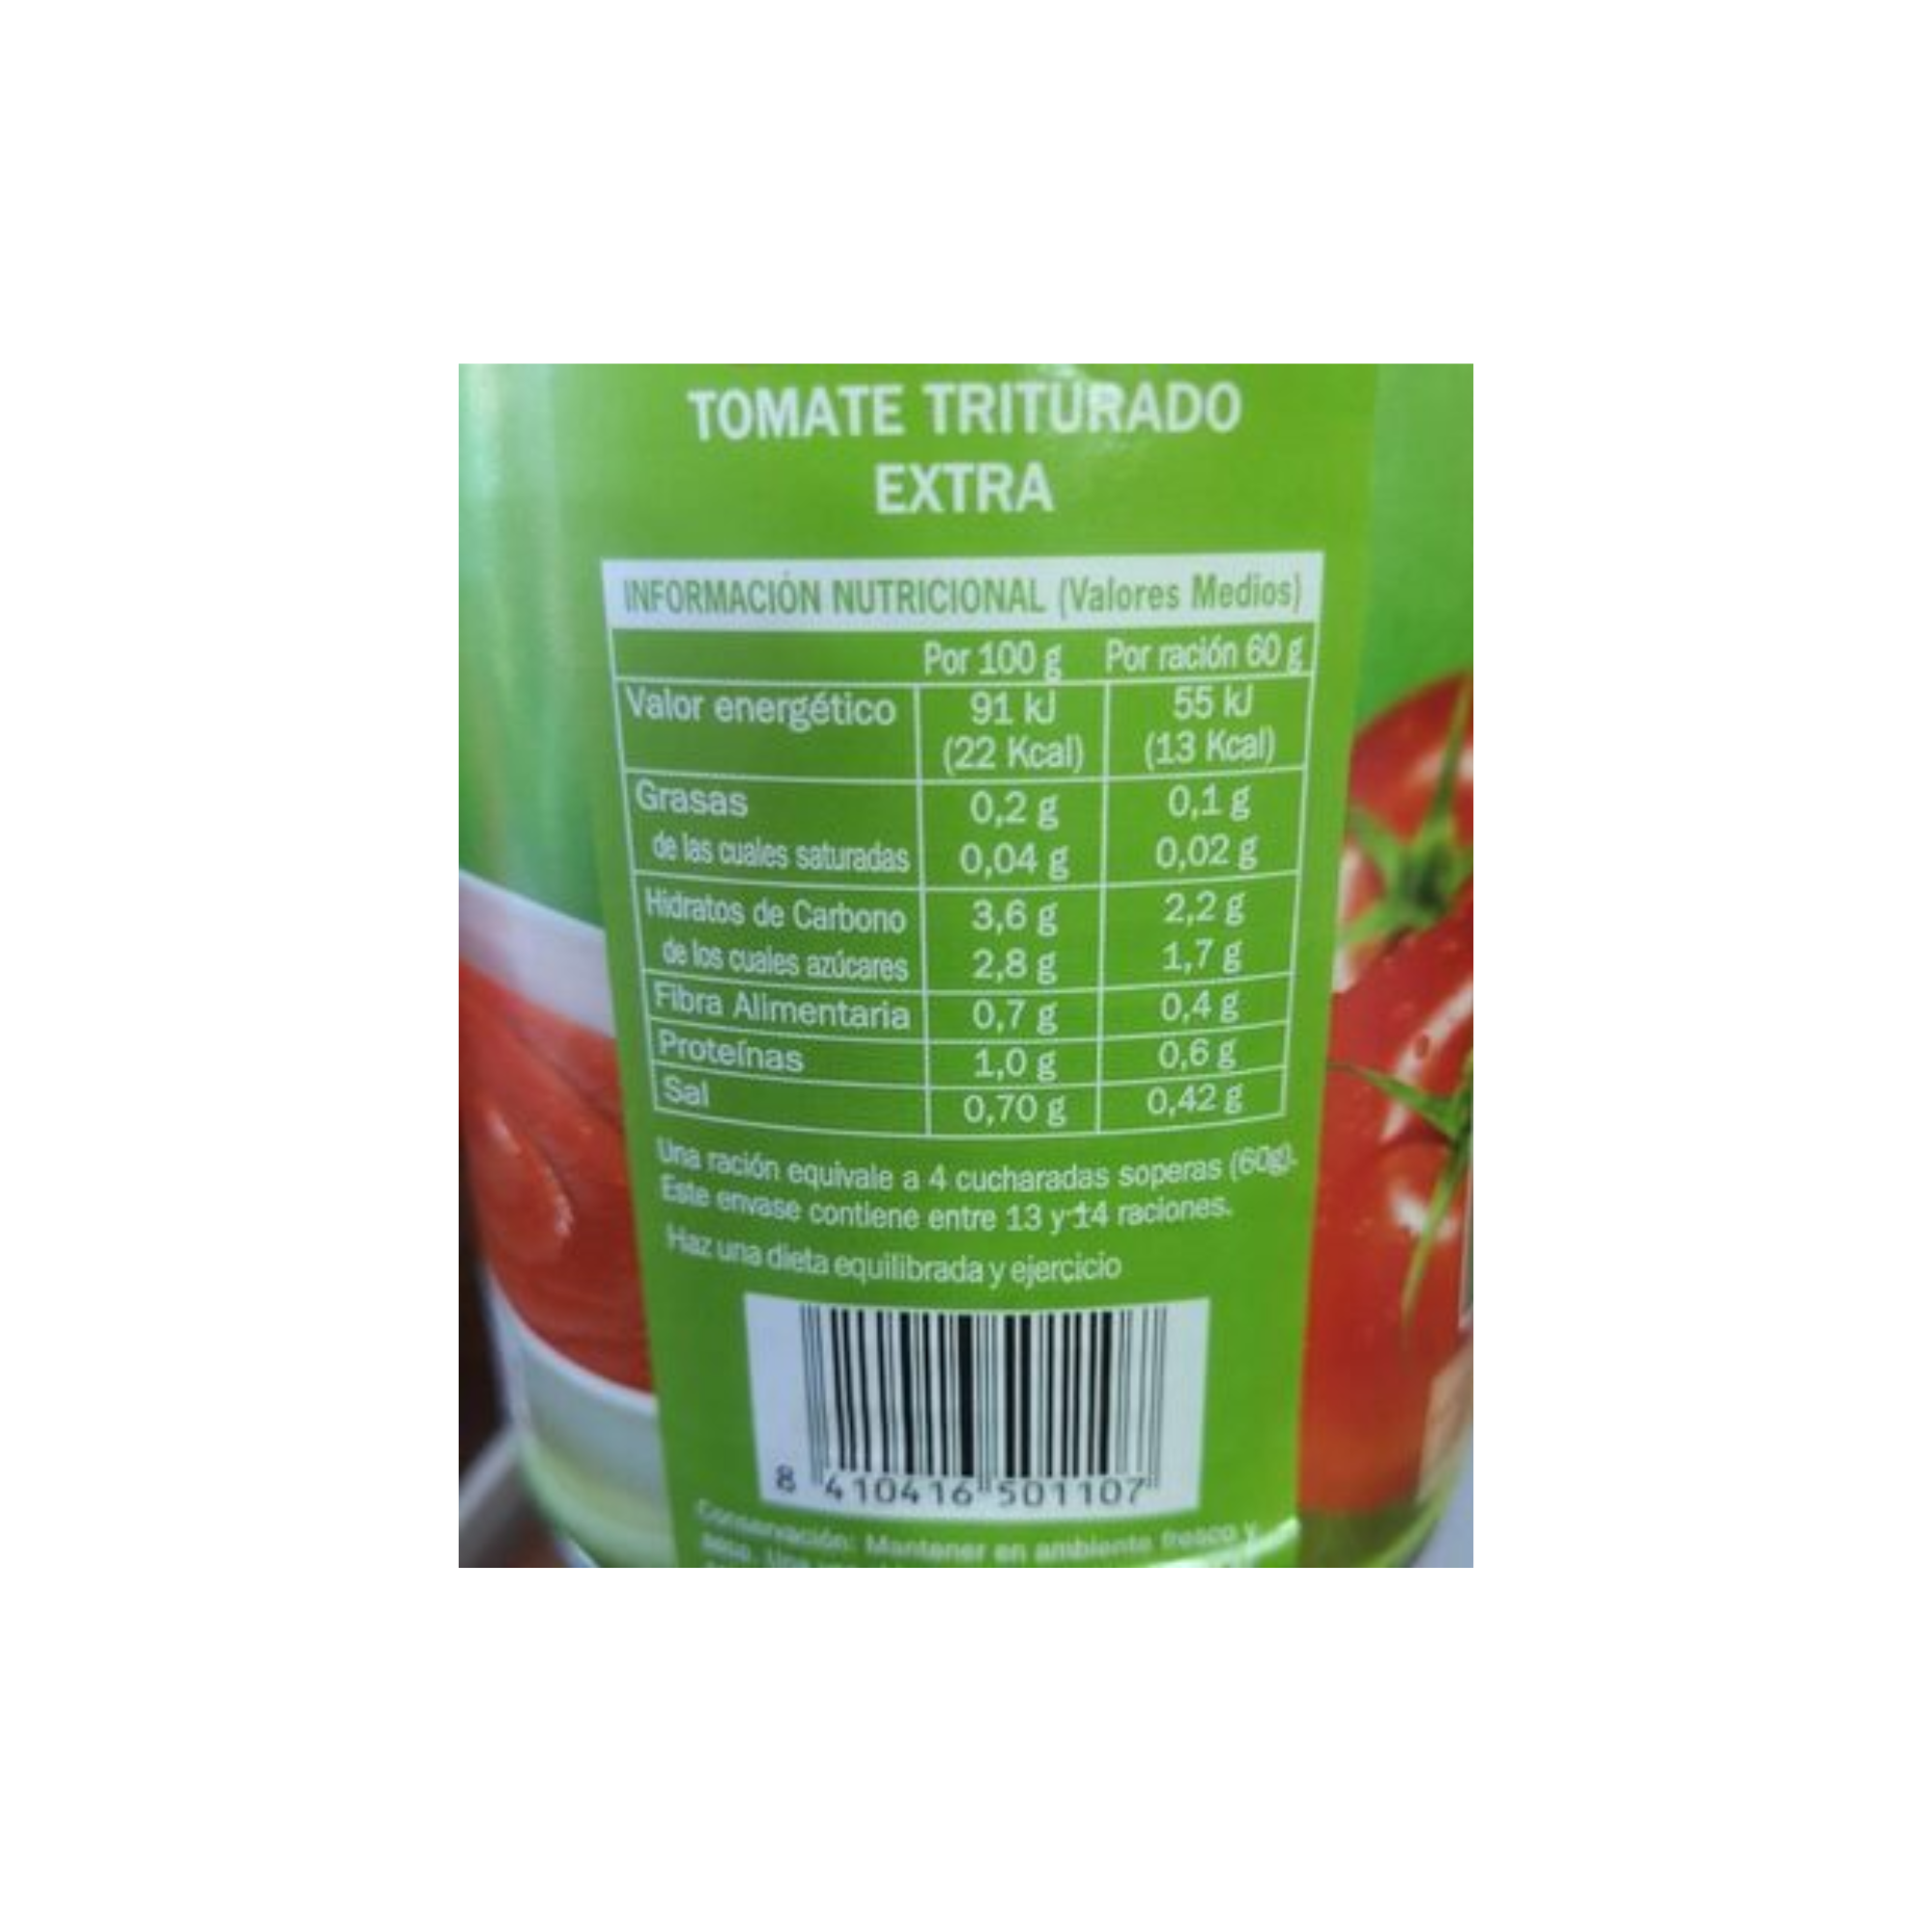 TOMATE TRITURADO
EXTRA
INFORMACIÓN NUTRICIONAL (Valores Medios)
Por 100 g Por ración 60 g
Valor energético 91 kJ 55 kJ
(22 Kcal) (13 Kcal)
Grasas 0,2 g 0,1 g
de las cuales saturadas 0,04 g 0,02 g
Hidratos de Carbono 3,6 g 2,2 g
de los cuales azúcares 2,8 g 1,7 g
Fibra Alimentaria 0,7 g 0,4 g
Proteínas 1,0 g 0,6 g
Sal 0,70 g 0,42 g
Una ración equivale a 4 cucharadas soperas (60g).
Este envase contiene entre 13 y 14 raciones.
Haz una dieta equilibrada y ejercicio
8 410416 501107
Conservación: Mantener en ambiente fresco y